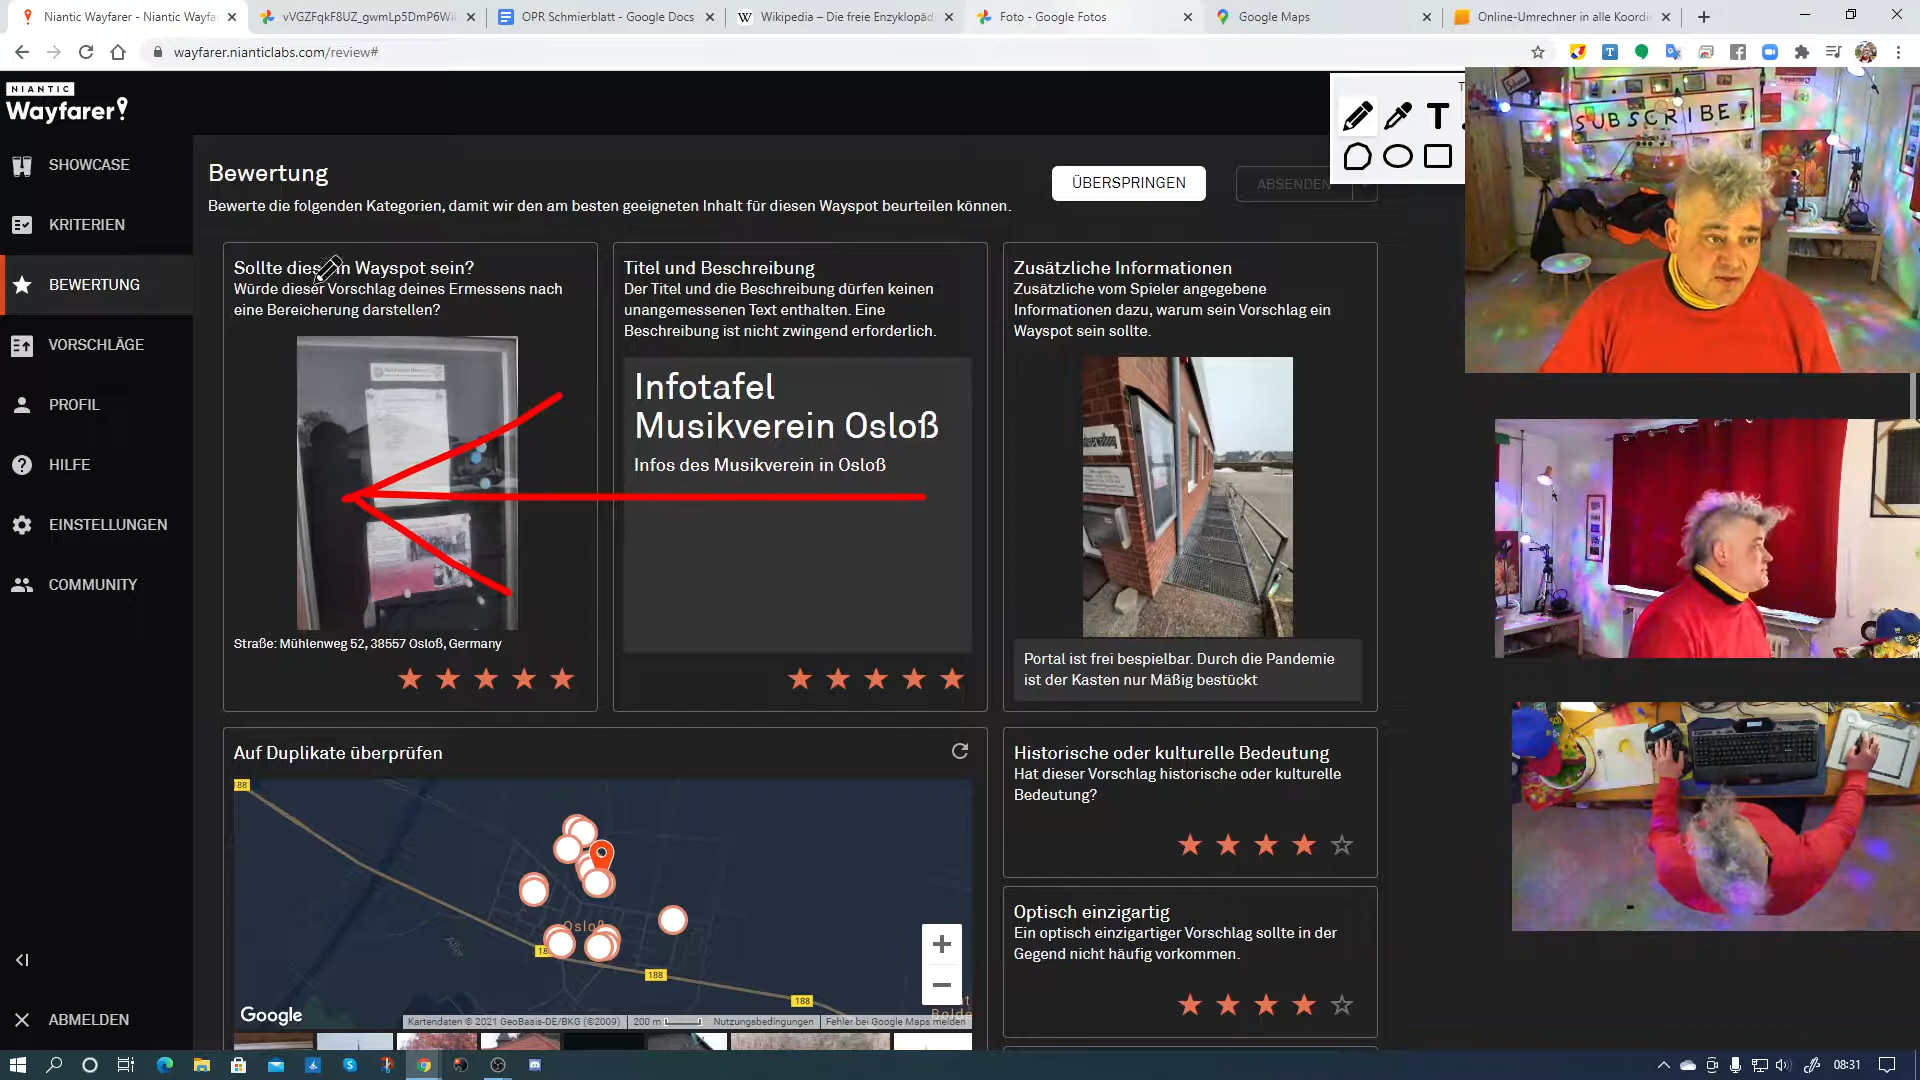 Niantic Wayfarer - Niantic Wayfa
vVGZFqkF8UZ_gwmLp5DmP6Wi
OPR Schmierblatt - Google Docs
Wikipedia – Die freie Enzyklopäd
Foto - Google Fotos
Google Maps
Online-Umrechner in alle Koordi
wayfarer.nianticlabs.com/review#
NIANTIC
Wayfarer
SUBSCRIBE!
SHOWCASE
KRITERIEN
BEWERTUNG
VORSCHLÄGE
PROFIL
HILFE
EINSTELLUNGEN
COMMUNITY
ABMELDEN
Bewertung
Bewerte die folgenden Kategorien, damit wir den am besten geeigneten Inhalt für diesen Wayspot beurteilen können.
ÜBERSPRINGEN
ABSENDEN
T
Sollte dies n Wayspot sein?
Würde dieser Vorschlag deines Ermessens nach
eine Bereicherung darstellen?
Straße: Mühlenweg 52, 38557 Osloß, Germany
Titel und Beschreibung
Der Titel und die Beschreibung dürfen keinen
unangemessenen Text enthalten. Eine
Beschreibung ist nicht zwingend erforderlich.
Infotafel
Musikverein Osloß
Infos des Musikverein in Osloß
Zusätzliche Informationen
Zusätzliche vom Spieler angegebene
Informationen dazu, warum sein Vorschlag ein
Wayspot sein sollte.
Portal ist frei bespielbar. Durch die Pandemie
ist der Kasten nur Mäßig bestückt
Auf Duplikate überprüfen
188
Osloß
Aller
188
188
Google
Kartendaten © 2021 GeoBasis-DE/BKG (©2009)
200 m
Nutzungsbedingungen
Fehler bei Google Maps melden
Historische oder kulturelle Bedeutung
Hat dieser Vorschlag historische oder kulturelle
Bedeutung?
Optisch einzigartig
Ein optisch einzigartiger Vorschlag sollte in der
Gegend nicht häufig vorkommen.
08:31